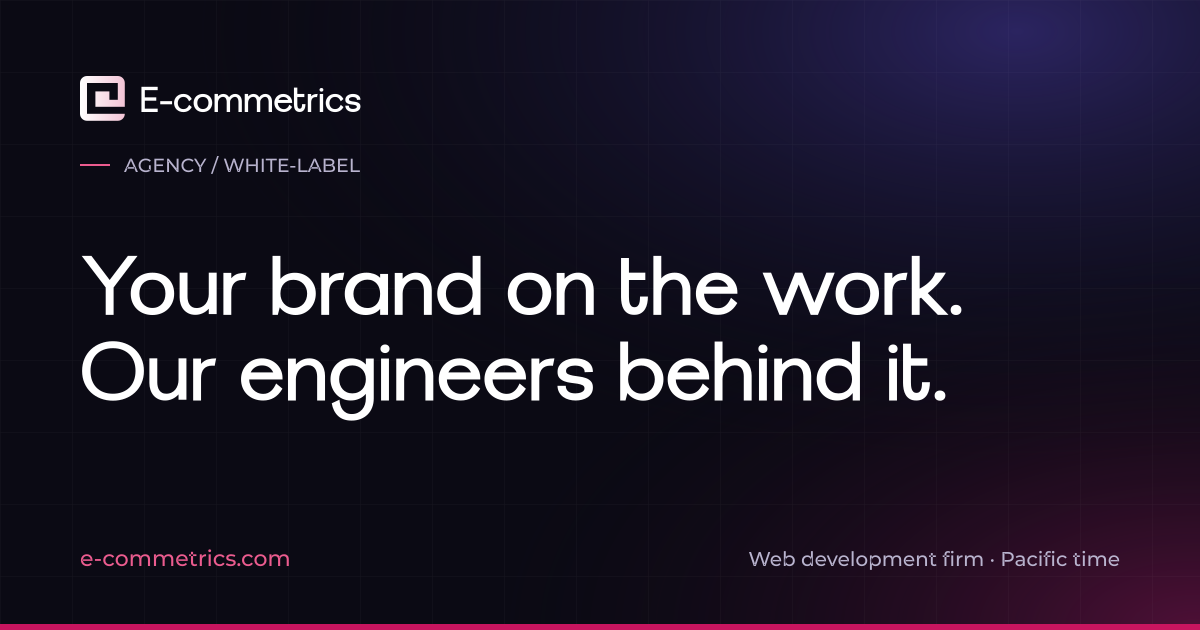 E-commetrics
AGENCY / WHITE-LABEL
Your brand on the work.
Our engineers behind it.
e-commetrics.com
Web development firm · Pacific time